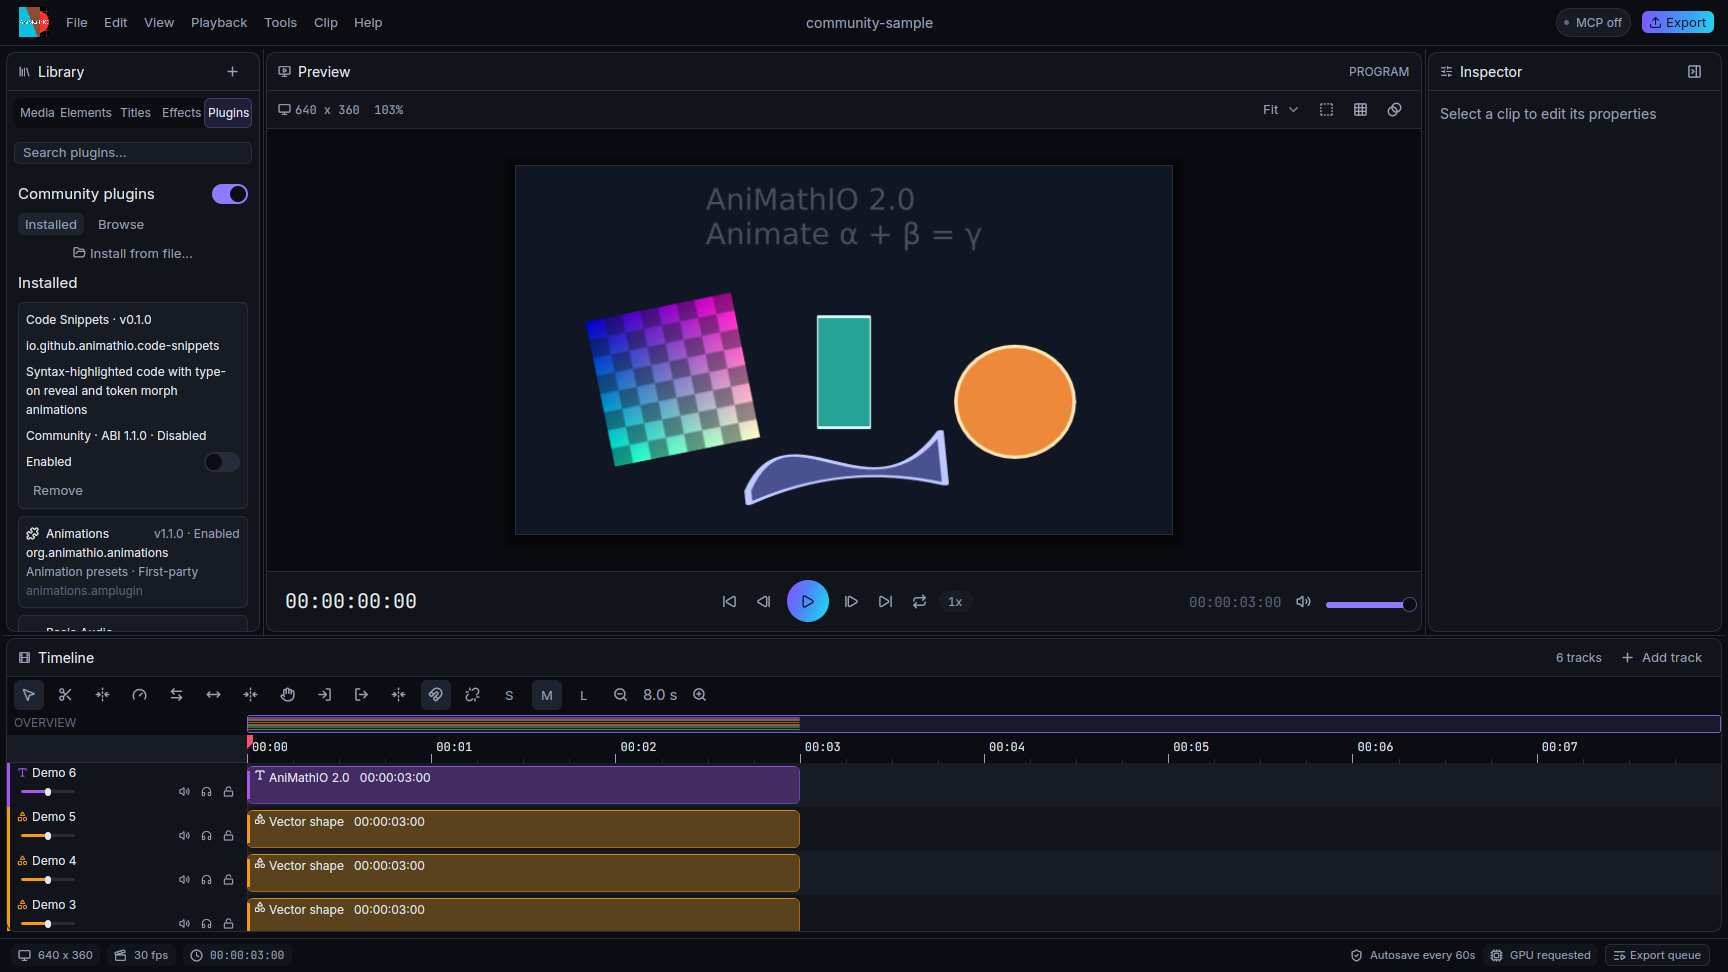 File Edit View Playback Tools Clip Help
community-sample
MCP off
Export
Library
Media Elements Titles Effects Plugins
Search plugins...
Community plugins
Installed Browse
Install from file...
Installed
Code Snippets · v0.1.0
io.github.animathio.code-snippets
Syntax-highlighted code with type-
on reveal and token morph
animations
Community · ABI 1.1.0 · Disabled
Enabled
Remove
Animations v1.1.0 · Enabled
org.animathio.animations
Animation presets · First-party
animations.amplugin
Preview PROGRAM
640 x 360 103%
Fit
AniMathIO 2.0
Animate α + β = γ
00:00:00:00
1x
00:00:03:00
Inspector
Select a clip to edit its properties
Timeline
6 tracks
Add track
S M L 8.0 s
OVERVIEW
00:00 00:01 00:02 00:03 00:04 00:05 00:06 00:07
Demo 6
AniMathIO 2.0 00:00:03:00
Demo 5
Vector shape 00:00:03:00
Demo 4
Vector shape 00:00:03:00
Demo 3
Vector shape 00:00:03:00
640 x 360
30 fps
00:00:03:00
Autosave every 60s
GPU requested
Export queue